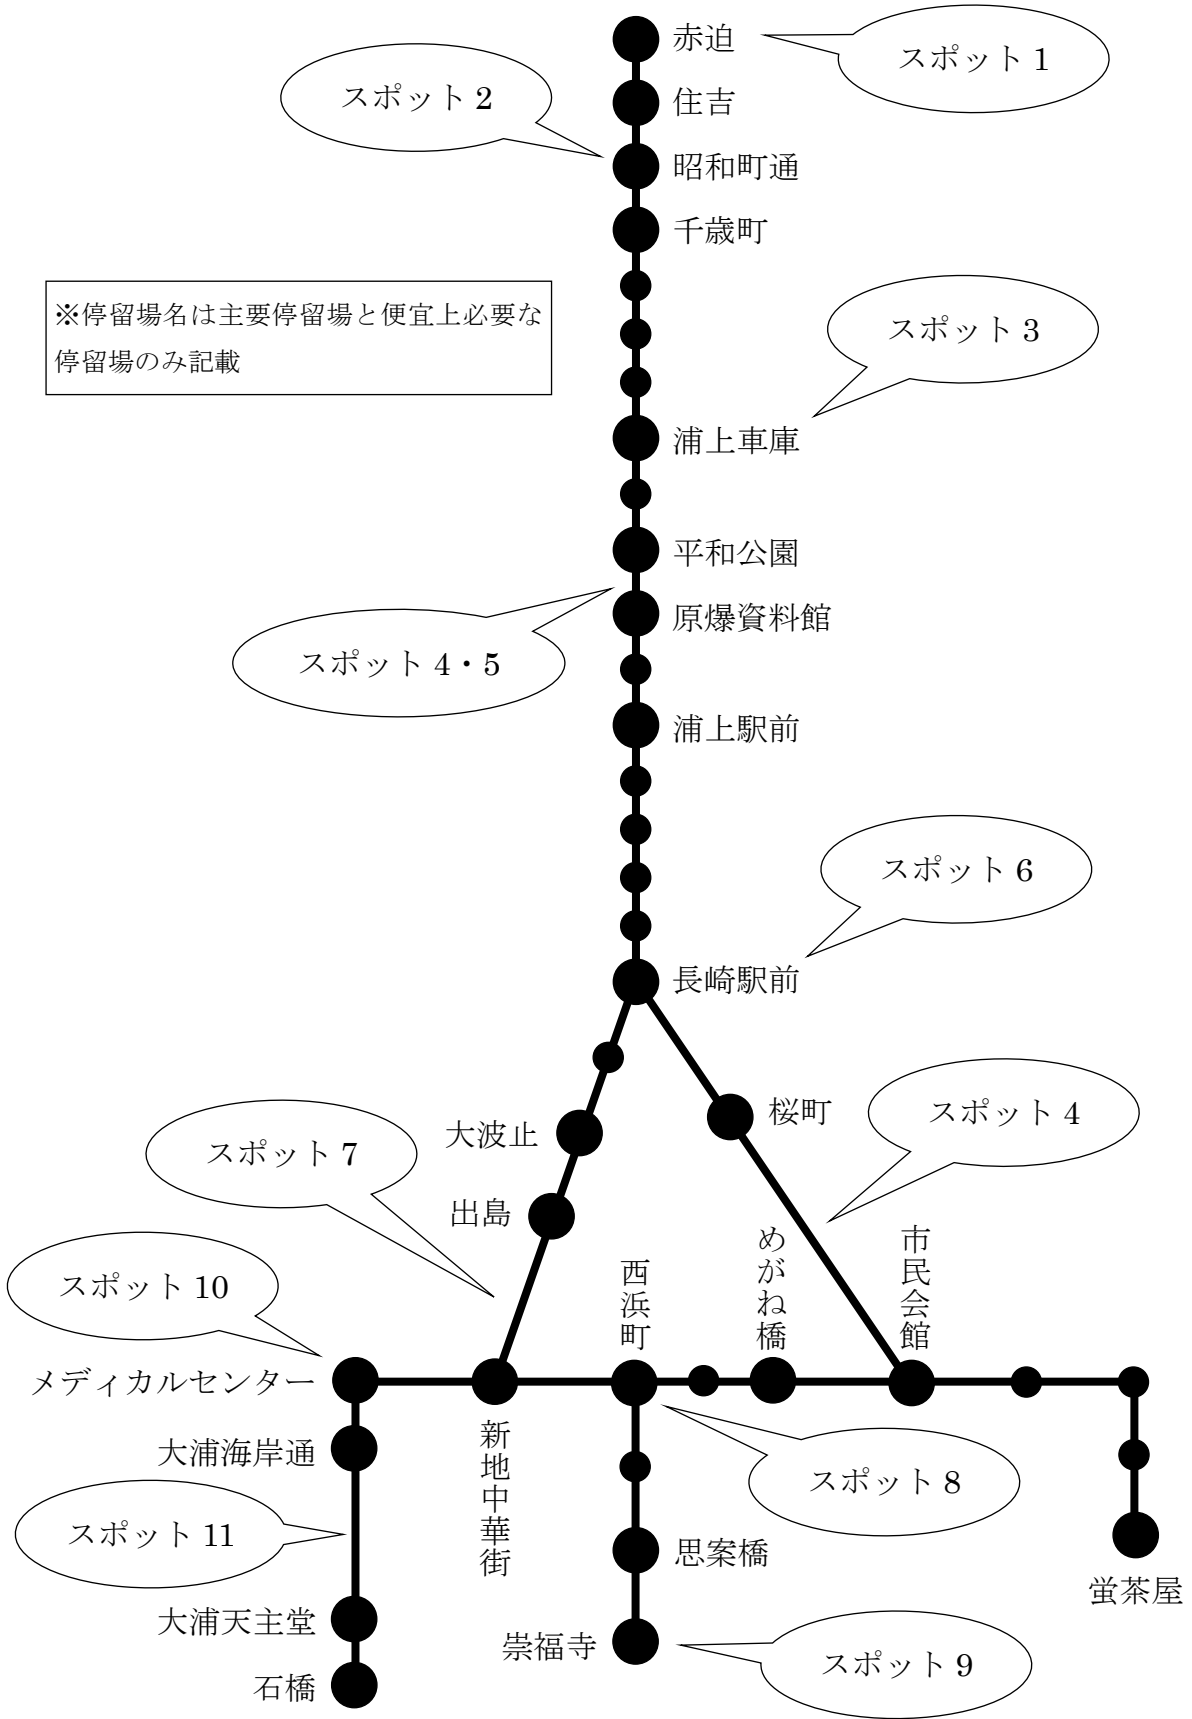 赤迫
スポット 1
スポット 2
住吉
昭和町通
千歳町
※停留場名は主要停留場と便宜上必要な
停留場のみ記載
スポット 3
浦上車庫
平和公園
原爆資料館
スポット 4・5
浦上駅前
スポット 6
長崎駅前
桜町
スポット 4
大波止
スポット 7
出島
めがね橋
市民会館
西浜町
スポット 10
メディカルセンター
新地中華街
大浦海岸通
スポット 8
スポット 11
思案橋
蛍茶屋
大浦天主堂
崇福寺
スポット 9
石橋